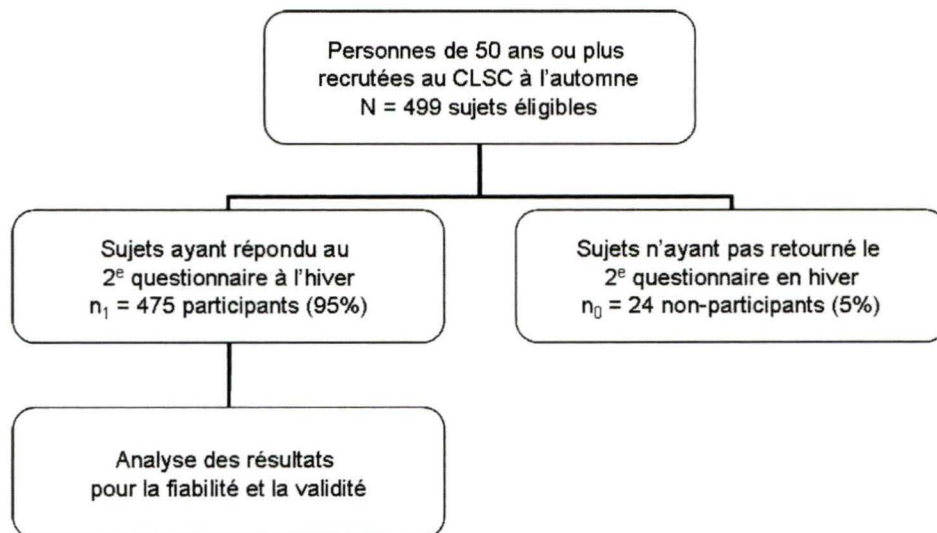 Personnes de 50 ans ou plus
recrutées au CLSC à l'automne
N = 499 sujets éligibles
Sujets ayant répondu au
2e questionnaire à l'hiver
n1 = 475 participants (95%)
Sujets n'ayant pas retourné le
2e questionnaire en hiver
n0 = 24 non-participants (5%)
Analyse des résultats
pour la fiabilité et la validité